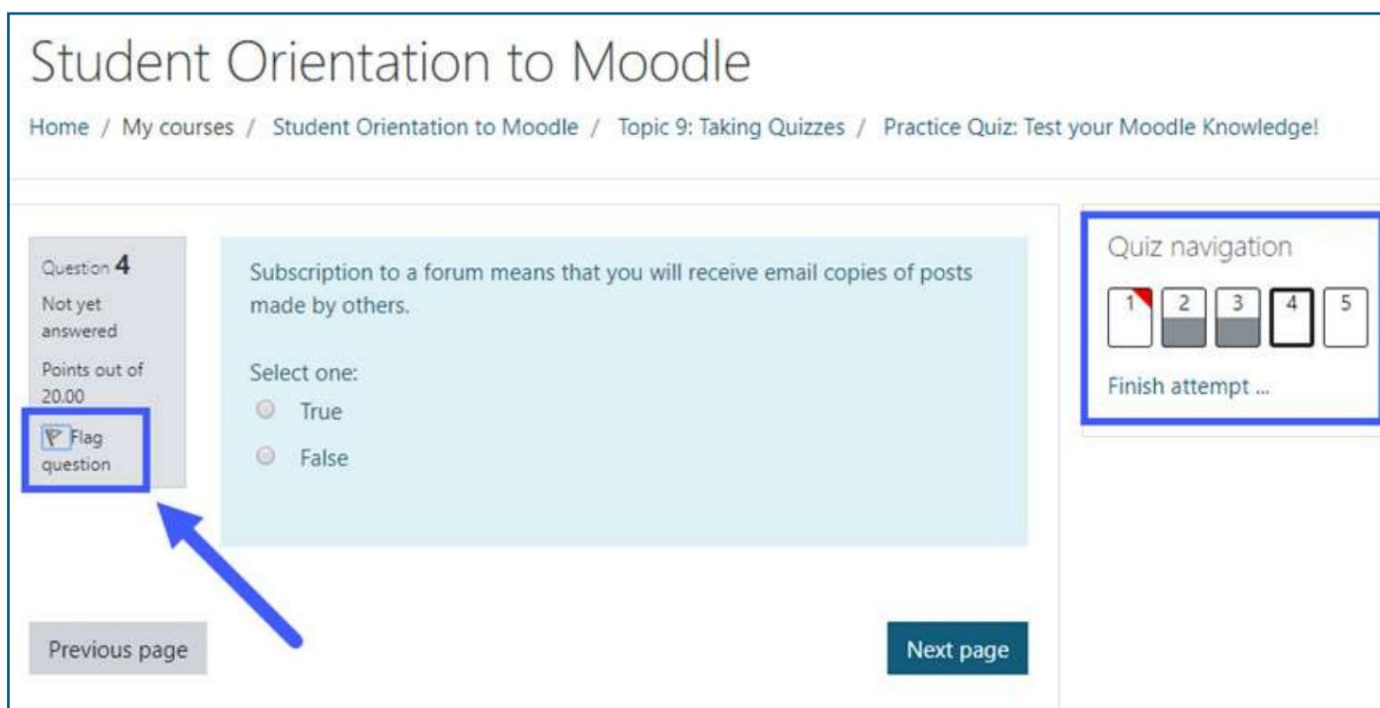 Student Orientation to Moodle
Home / My courses / Student Orientation to Moodle / Topic 9: Taking Quizzes / Practice Quiz: Test your Moodle Knowledge!
Question 4
Not yet
answered
Points out of
20.00
Flag
question
Subscription to a forum means that you will receive email copies of posts
made by others.
Select one:
True
False
Previous page
Next page
Quiz navigation
1 2 3 4 5
Finish attempt ...